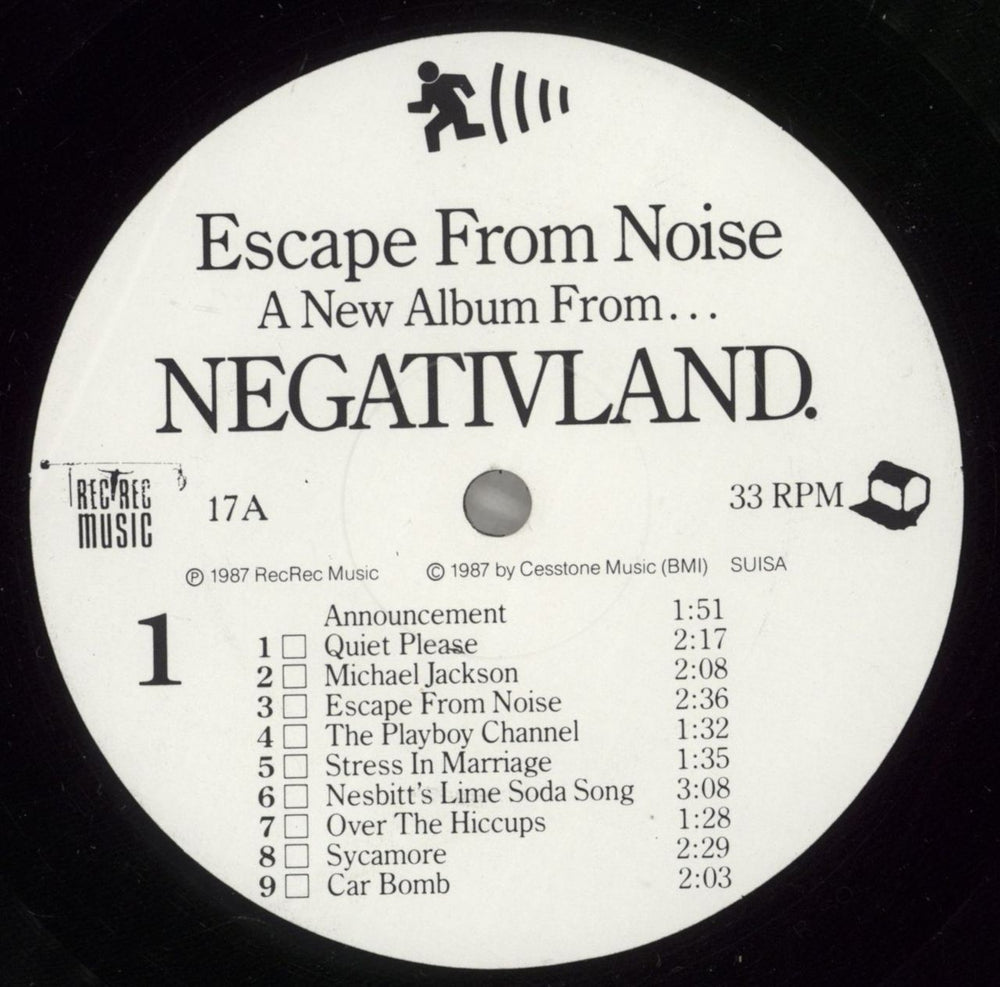 Escape From Noise
A New Album From...
NEGATIVLAND.
REC REC
MUSIC
17A
33 RPM
℗ 1987 RecRec Music © 1987 by Cesstone Music (BMI) SUISA
1
Announcement 1:51
1 □ Quiet Please 2:17
2 □ Michael Jackson 2:08
3 □ Escape From Noise 2:36
4 □ The Playboy Channel 1:32
5 □ Stress In Marriage 1:35
6 □ Nesbitt's Lime Soda Song 3:08
7 □ Over The Hiccups 1:28
8 □ Sycamore 2:29
9 □ Car Bomb 2:03